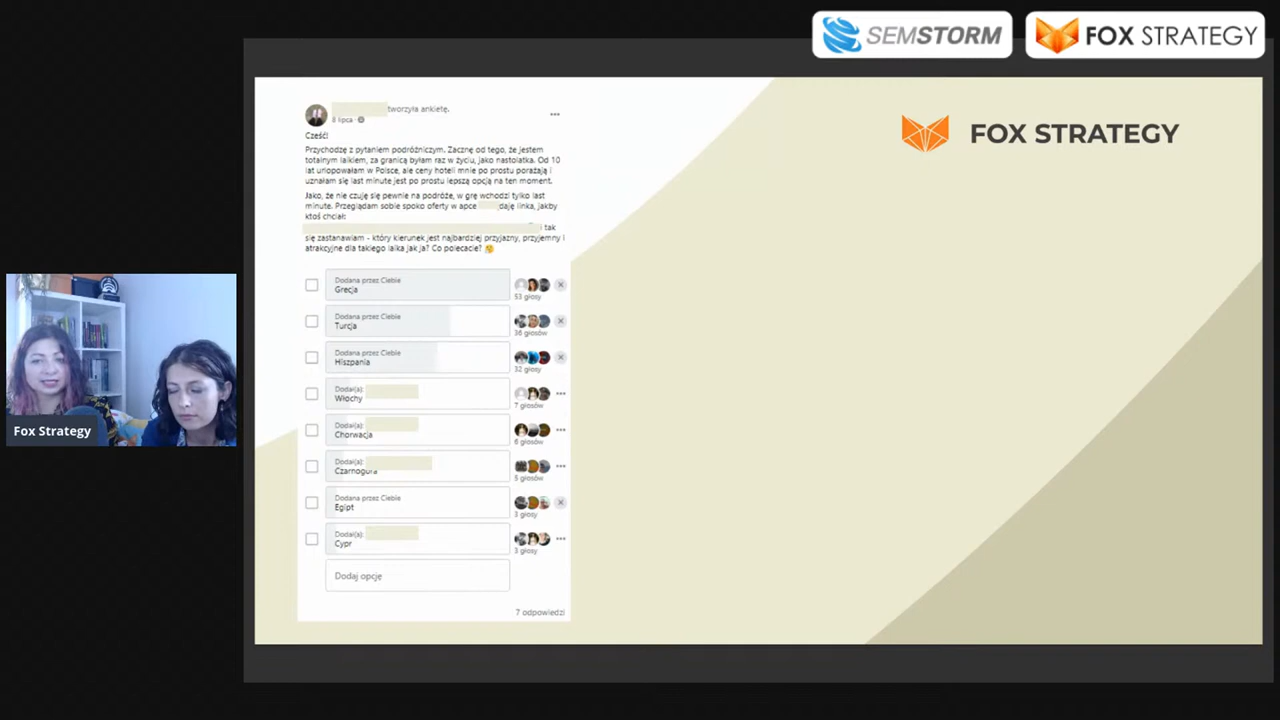 SEMSTORM
FOX STRATEGY
FOX STRATEGY
tworzyła ankietę.
8 lipca
Cześć!
Przychodzę z pytaniem podróżniczym. Zacznę od tego, że jestem
totalnym laikiem, za granicą byłam raz w życiu, jako nastolatka. Od 10
lat urlopowałam w Polsce, ale ceny hoteli mnie po prostu porażają i
uznałam się last minute jest po prostu lepszą opcją na ten moment.
Jako, że nie czuję się pewnie na podróże, w grę wchodzi tylko last
minute. Przeglądam sobie spoko oferty w apce daję linka, jakby
ktoś chciał:
i tak
się zastanawiam - który kierunek jest najbardziej przyjazny, przyjemny i
atrakcyjne dla takiego laika jak ja? Co polecacie?
Dodana przez Ciebie
Grecja
53 głosy
Dodana przez Ciebie
Turcja
36 głosów
Dodana przez Ciebie
Hiszpania
32 głosy
Dodał(a):
Włochy
7 głosów
Dodał(a):
Chorwacja
6 głosów
Dodał(a):
Czarnogóra
5 głosów
Dodana przez Ciebie
Egipt
3 głosy
Dodał(a):
Cypr
3 głosy
Dodaj opcję
7 odpowiedzi
Fox Strategy